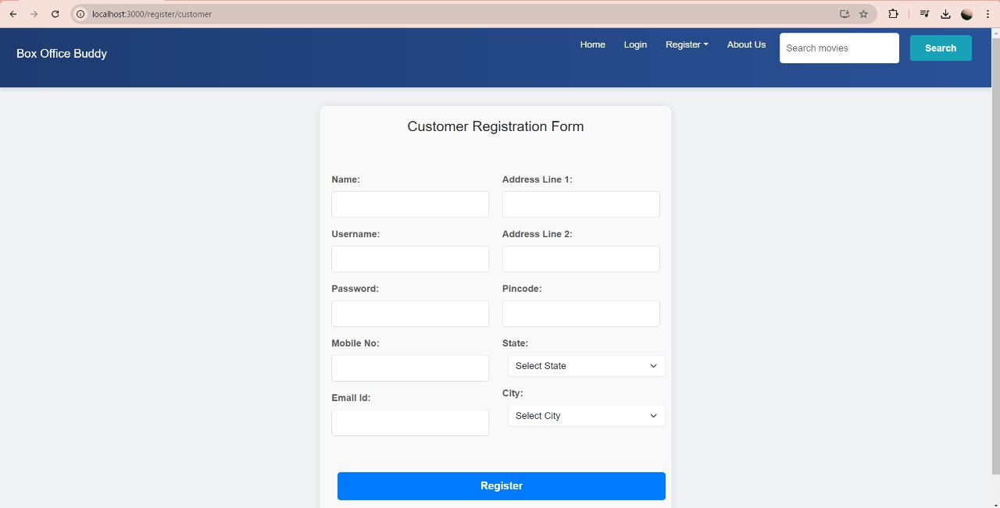 localhost:3000/register/customer
Box Office Buddy
Home Login Register About Us Search movies Search
Customer Registration Form
Name: Address Line 1:
Username: Address Line 2:
Password: Pincode:
Mobile No: State:
Select State
Email Id: City:
Select City
Register